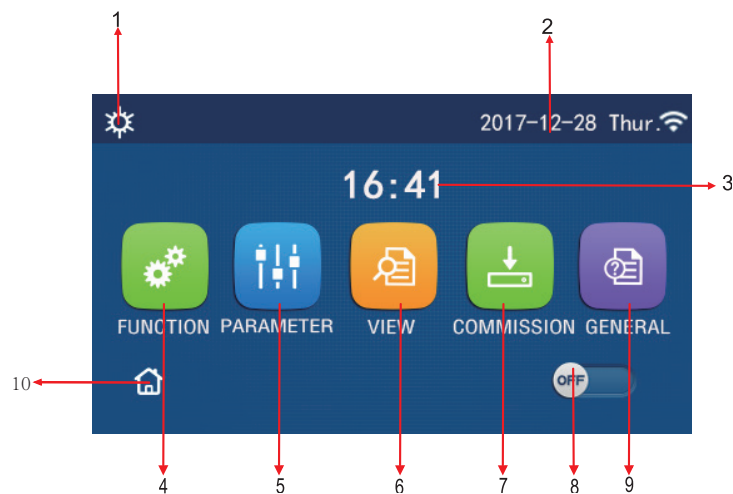 1
2
2017-12-28 Thur.
16:41
3
FUNCTION PARAMETER VIEW COMMISSION GENERAL
10
OFF
4 5 6 7 8 9